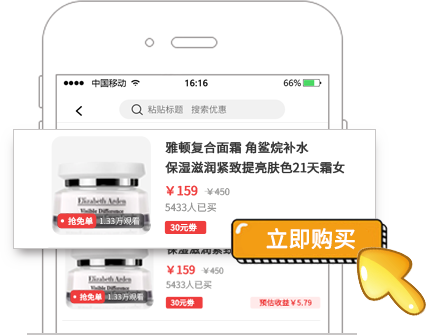 中国移动
16:16
66%
粘贴标题 搜索优惠
雅顿复合面霜 角鲨烷补水
保湿滋润紧致提亮肤色21天霜女
￥159 ￥450
5433人已买
30元券
Elizabeth Arden
Visible Difference
抢免单 1.33万观看
立即购买
保湿滋润紧致
￥159 ￥450
5433人已买
30元券
预估收益￥5.79
Elizabeth Arden
Visible Difference
抢免单 1.33万观看